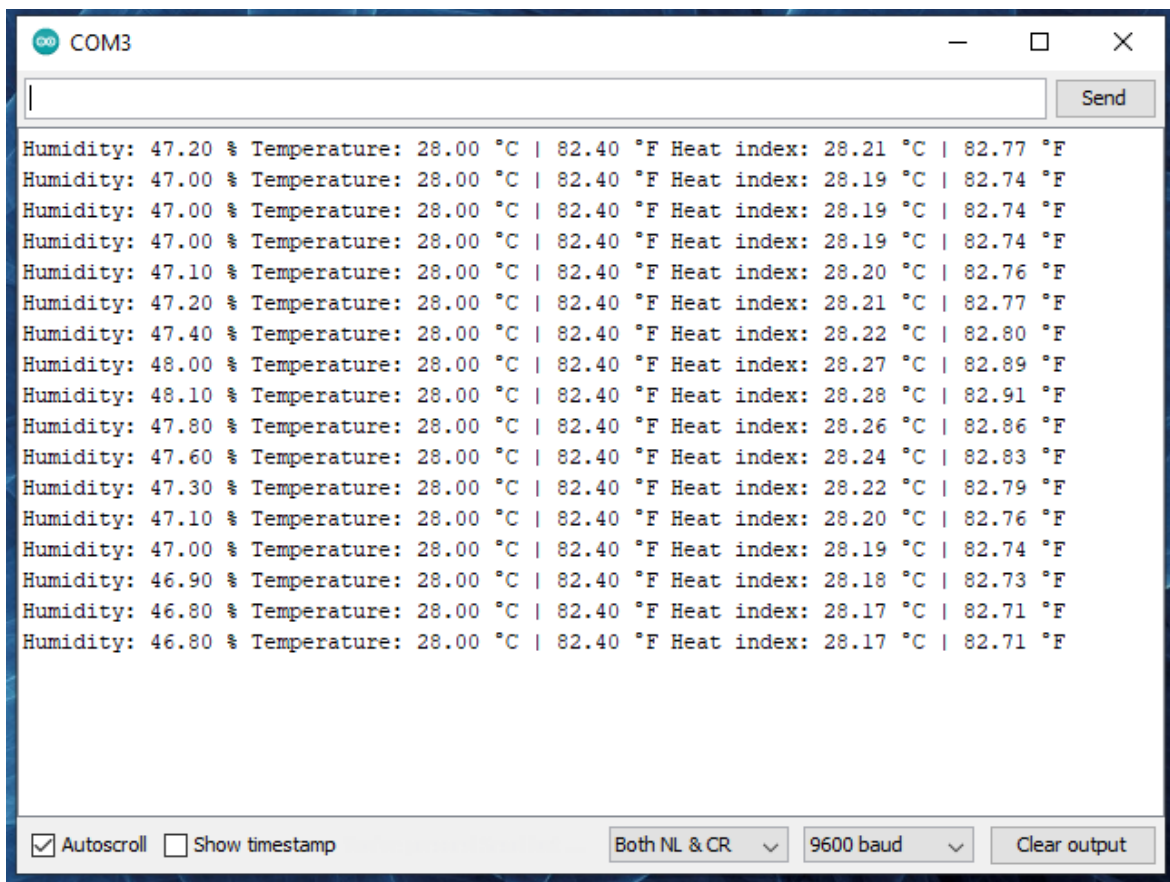 COM3
Send
Humidity: 47.20 % Temperature: 28.00 °C | 82.40 °F Heat index: 28.21 °C | 82.77 °F
Humidity: 47.00 % Temperature: 28.00 °C | 82.40 °F Heat index: 28.19 °C | 82.74 °F
Humidity: 47.00 % Temperature: 28.00 °C | 82.40 °F Heat index: 28.19 °C | 82.74 °F
Humidity: 47.00 % Temperature: 28.00 °C | 82.40 °F Heat index: 28.19 °C | 82.74 °F
Humidity: 47.10 % Temperature: 28.00 °C | 82.40 °F Heat index: 28.20 °C | 82.76 °F
Humidity: 47.20 % Temperature: 28.00 °C | 82.40 °F Heat index: 28.21 °C | 82.77 °F
Humidity: 47.40 % Temperature: 28.00 °C | 82.40 °F Heat index: 28.22 °C | 82.80 °F
Humidity: 48.00 % Temperature: 28.00 °C | 82.40 °F Heat index: 28.27 °C | 82.89 °F
Humidity: 48.10 % Temperature: 28.00 °C | 82.40 °F Heat index: 28.28 °C | 82.91 °F
Humidity: 47.80 % Temperature: 28.00 °C | 82.40 °F Heat index: 28.26 °C | 82.86 °F
Humidity: 47.60 % Temperature: 28.00 °C | 82.40 °F Heat index: 28.24 °C | 82.83 °F
Humidity: 47.30 % Temperature: 28.00 °C | 82.40 °F Heat index: 28.22 °C | 82.79 °F
Humidity: 47.10 % Temperature: 28.00 °C | 82.40 °F Heat index: 28.20 °C | 82.76 °F
Humidity: 47.00 % Temperature: 28.00 °C | 82.40 °F Heat index: 28.19 °C | 82.74 °F
Humidity: 46.90 % Temperature: 28.00 °C | 82.40 °F Heat index: 28.18 °C | 82.73 °F
Humidity: 46.80 % Temperature: 28.00 °C | 82.40 °F Heat index: 28.17 °C | 82.71 °F
Humidity: 46.80 % Temperature: 28.00 °C | 82.40 °F Heat index: 28.17 °C | 82.71 °F
Autoscroll Show timestamp Both NL & CR 9600 baud Clear output